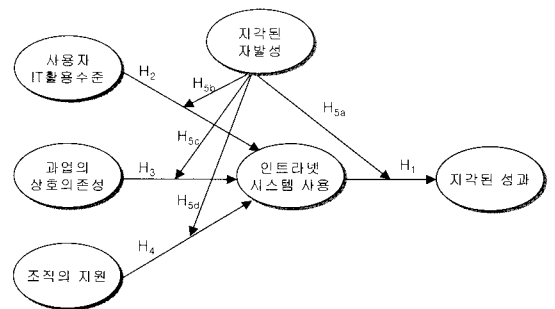 사용자
IT활용수준
지각된
자발성
H2
H5b
H5a
H5c
과업의
상호의존성
H3
인트라넷
시스템 사용
H1
지각된 성과
H5d
H4
조직의 지원